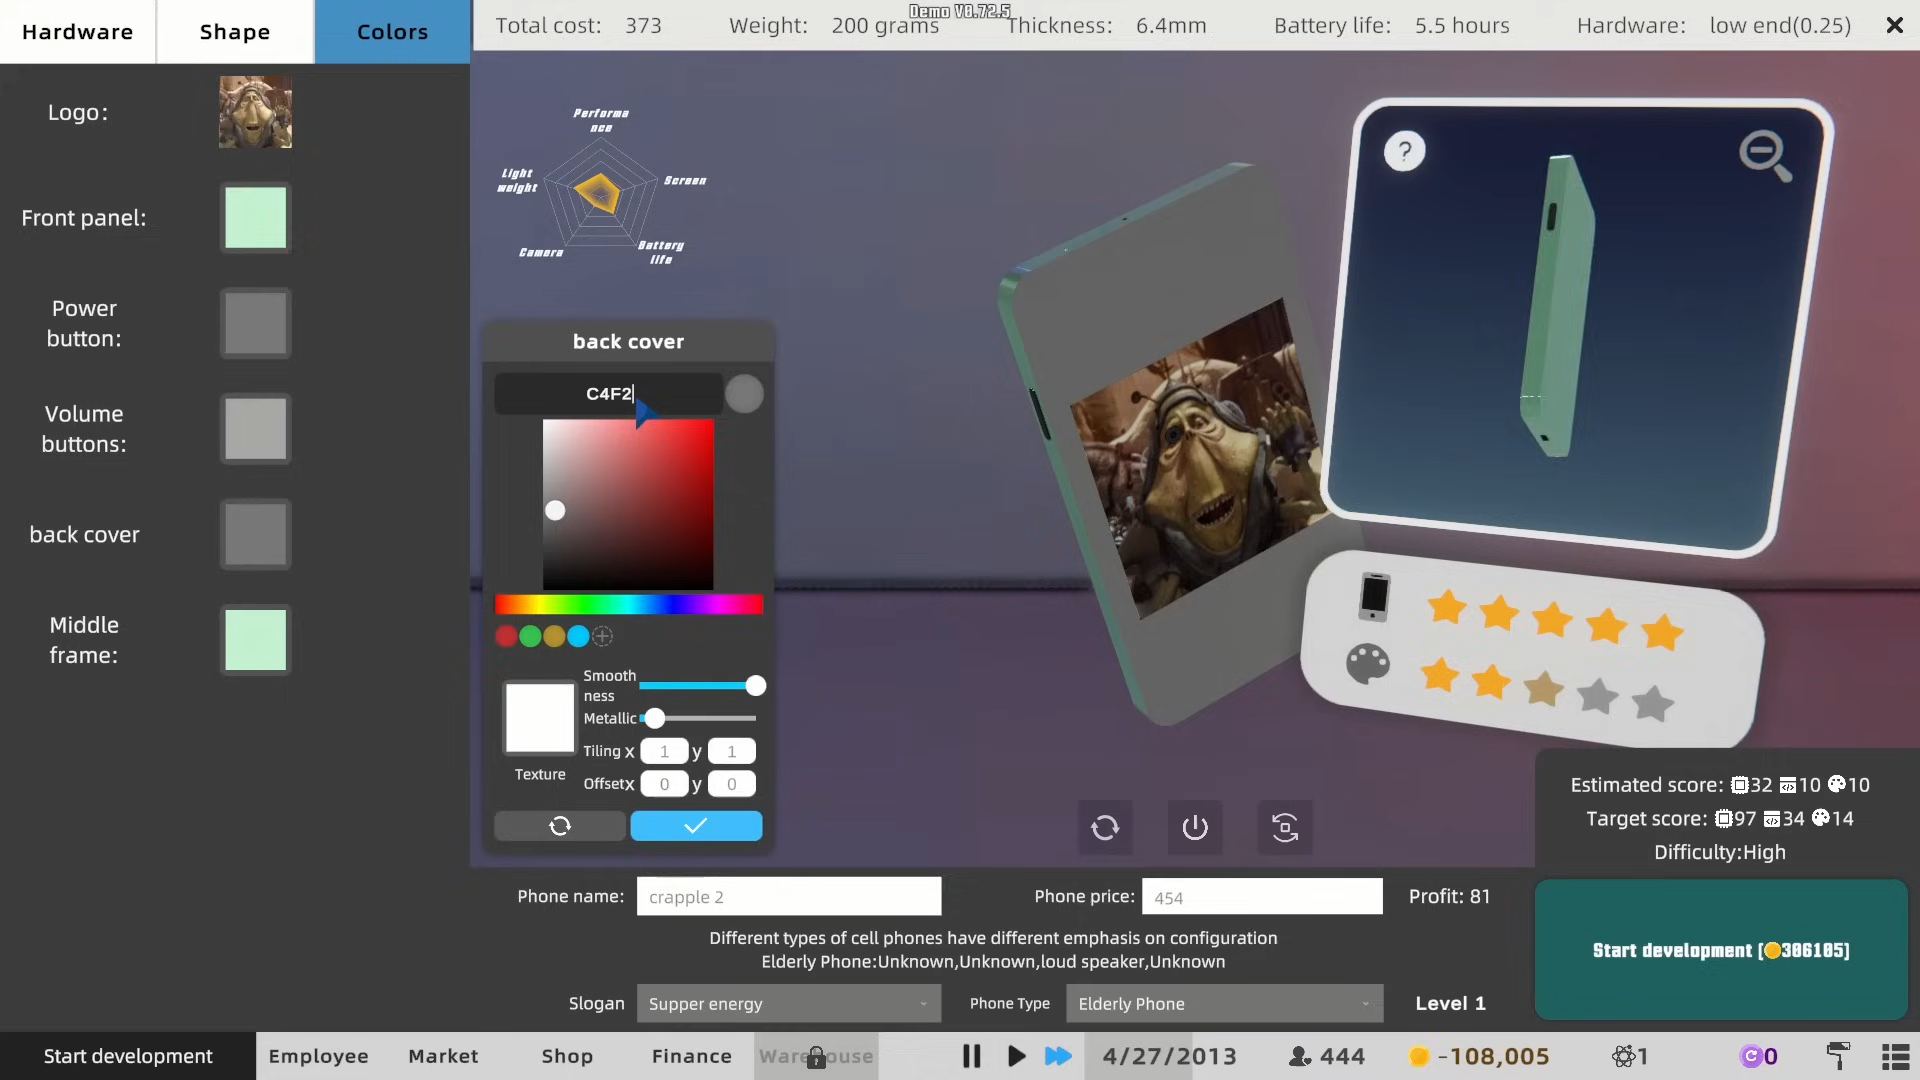 Demo V0.72.5
Hardware Shape Colors
Total cost: 373 Weight: 200 grams Thickness: 6.4mm Battery life: 5.5 hours Hardware: low end(0.25)
Logo:
Front panel:
Power
button:
Volume
buttons:
back cover
Middle
frame:
Performa
nce
Light
weight
Screen
Camera
Battery
life
?
back cover
C4F2
Smooth
ness
Metallic
Tiling x 1 y 1
Texture
Offset x 0 y 0
Estimated score: 32 10 10
Target score: 97 34 14
Difficulty:High
Phone name: crapple 2 Phone price: 454 Profit: 81
Different types of cell phones have different emphasis on configuration
Elderly Phone:Unknown,Unknown,loud speaker,Unknown
Start development [306105]
Slogan Supper energy Phone Type Elderly Phone Level 1
Start development Employee Market Shop Finance Warehouse 4/27/2013 444 -108,005 1 0